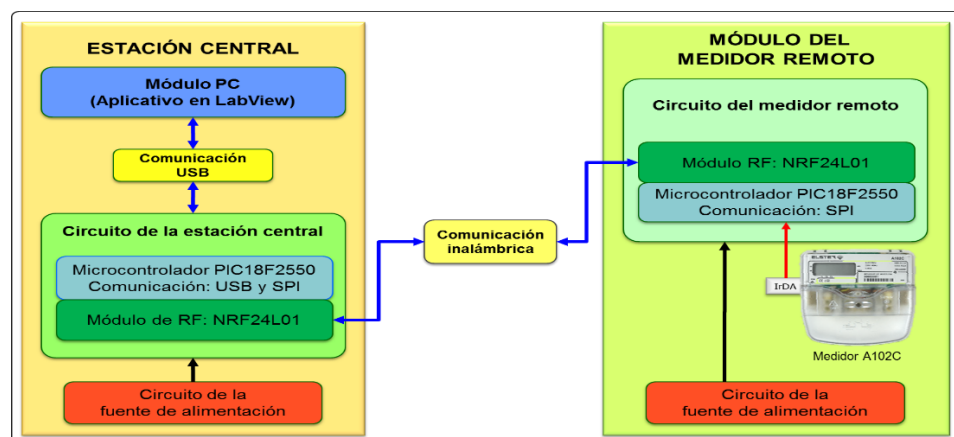 ESTACIÓN CENTRAL
Módulo PC
(Aplicativo en LabView)
Comunicación
USB
Circuito de la estación central
Microcontrolador PIC18F2550
Comunicación: USB y SPI
Módulo de RF: NRF24L01
Circuito de la
fuente de alimentación
Comunicación
inalámbrica
MÓDULO DEL
MEDIDOR REMOTO
Circuito del medidor remoto
Módulo RF: NRF24L01
Microcontrolador PIC18F2550
Comunicación: SPI
IrDA
ELSTER
Medidor A102C
Circuito de la
fuente de alimentación